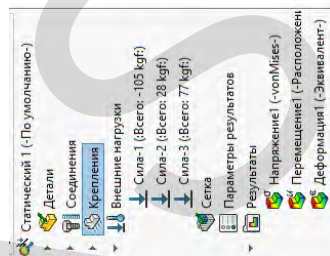 Статический 1 (-По умолчанию-)
Детали
Соединения
Крепления
Внешние нагрузки
Сила-1 (:Всего: -105 kgf:)
Сила-2 (:Всего: 28 kgf:)
Сила-3 (:Всего: 77 kgf:)
Сетка
Параметры результатов
Результаты
Напряжение1 (-vonMises-)
Перемещение1 (-Расположен
Деформация1 (-Эквивалент-)